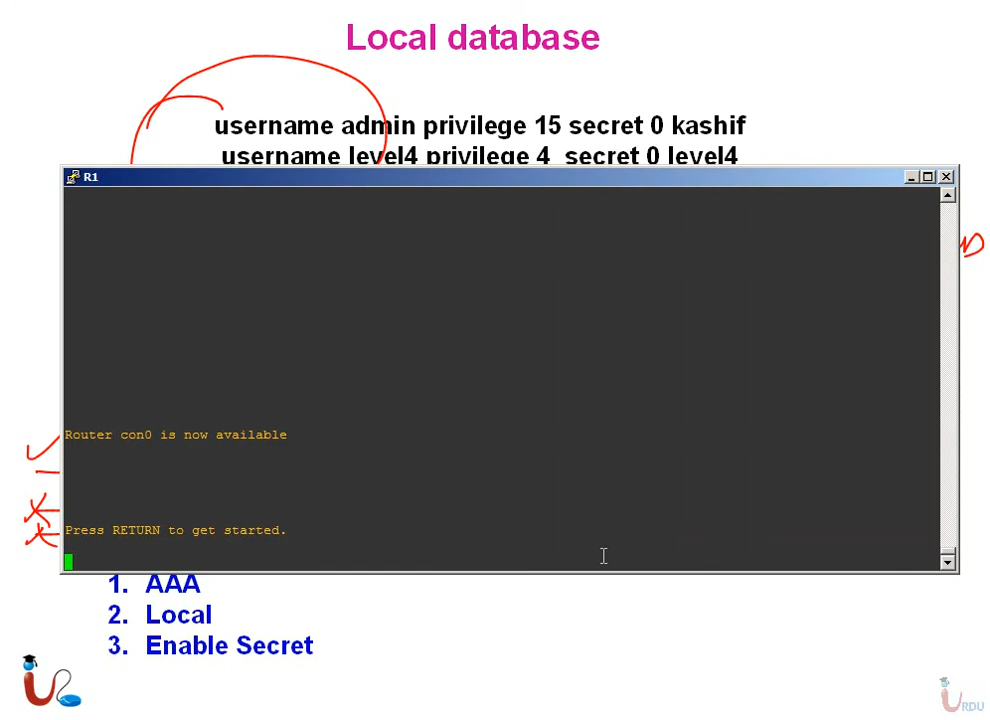 Local database
username admin privilege 15 secret 0 kashif
username level4 privilege 4 secret 0 level4
R1
Router con0 is now available
Press RETURN to get started.
1. AAA
2. Local
3. Enable Secret
URDU